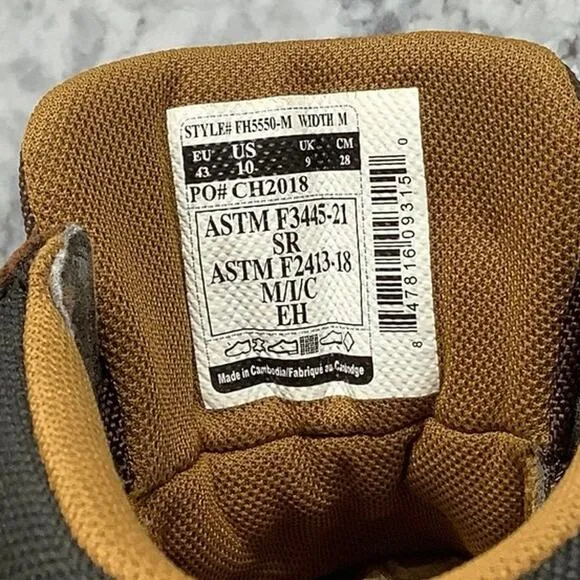 STYLE# FH5550-M WIDTH M
EU US UK CM
43 10 9 28
PO# CH2018
ASTM F3445-21
SR
ASTM F2413-18
M/I/C
EH
Made in Cambodia/Fabriqué au Cambodge
8 47816 09315 0